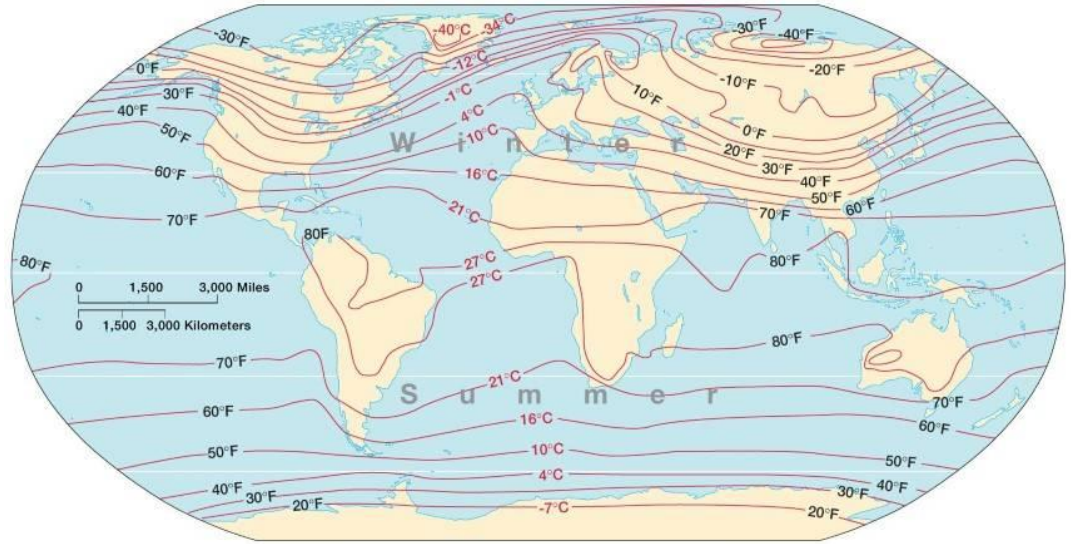 -40°C
-34°C
-30°F
-30°F
-40°F
0°F
-12°C
-20°F
-10°F
30°F
-1°C
10°F
40°F
4°C
50°F
10°C
0°F
Winter
20°F
60°F
16°C
30°F
40°F
50°F
70°F
21°C
70°F
60°F
80F
80°F
27°C
80°F
27°C
0 1,500 3,000 Miles
0 1,500 3,000 Kilometers
70°F
80°F
21°C
Summer
70°F
60°F
16°C
60°F
50°F
10°C
50°F
40°F
4°C
40°F
30°F
30°F
20°F
-7°C
20°F